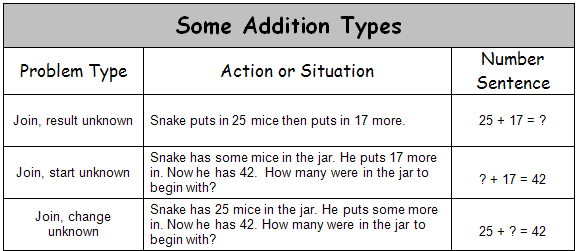 Some Addition Types
Problem Type
Action or Situation
Number
Sentence
Join, result unknown
Snake puts in 25 mice then puts in 17 more.
25 + 17 = ?
Join, start unknown
Snake has some mice in the jar. He puts 17 more
in. Now he has 42.  How many were in the jar to
begin with?
? + 17 = 42
Join, change
unknown
Snake has 25 mice in the jar. He puts some more
in. Now he has 42. How many were in the jar to
begin with?
25 + ? = 42